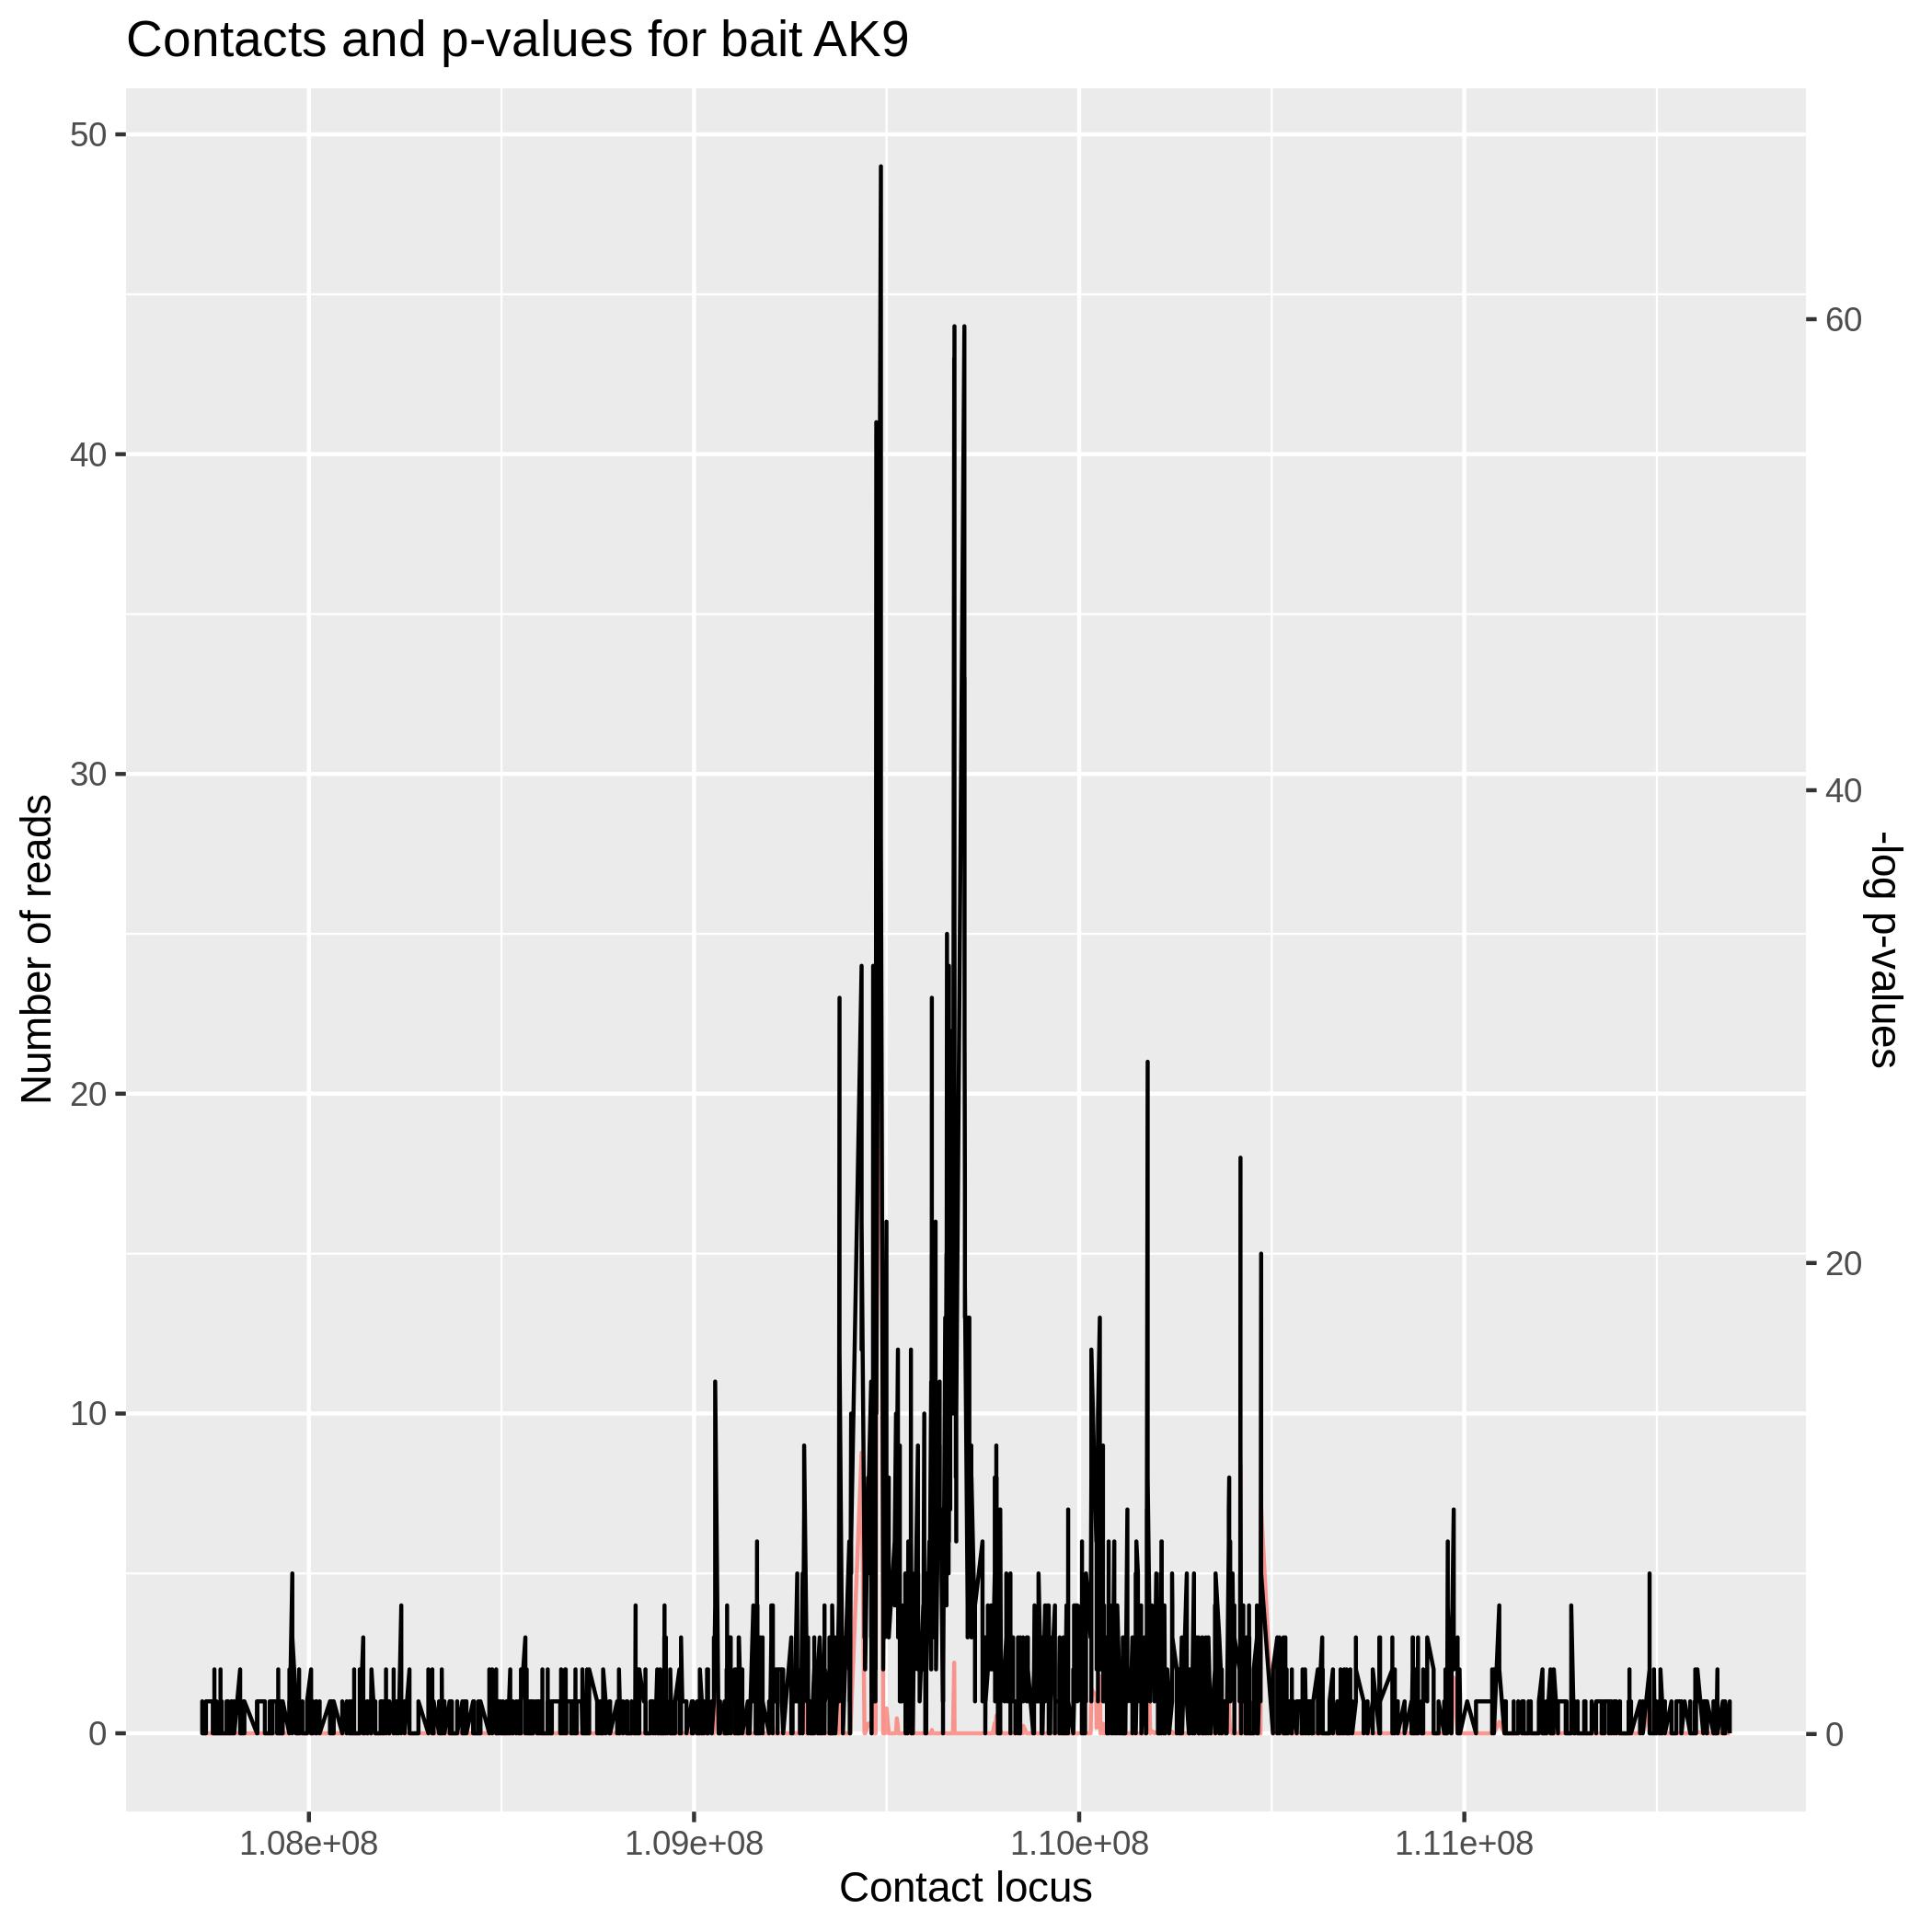 Contacts and p-values for bait AK9
50
40
30
20
10
0
Number of reads
60
40
20
0
-log p-values
1.08e+08 1.09e+08 1.10e+08 1.11e+08
Contact locus